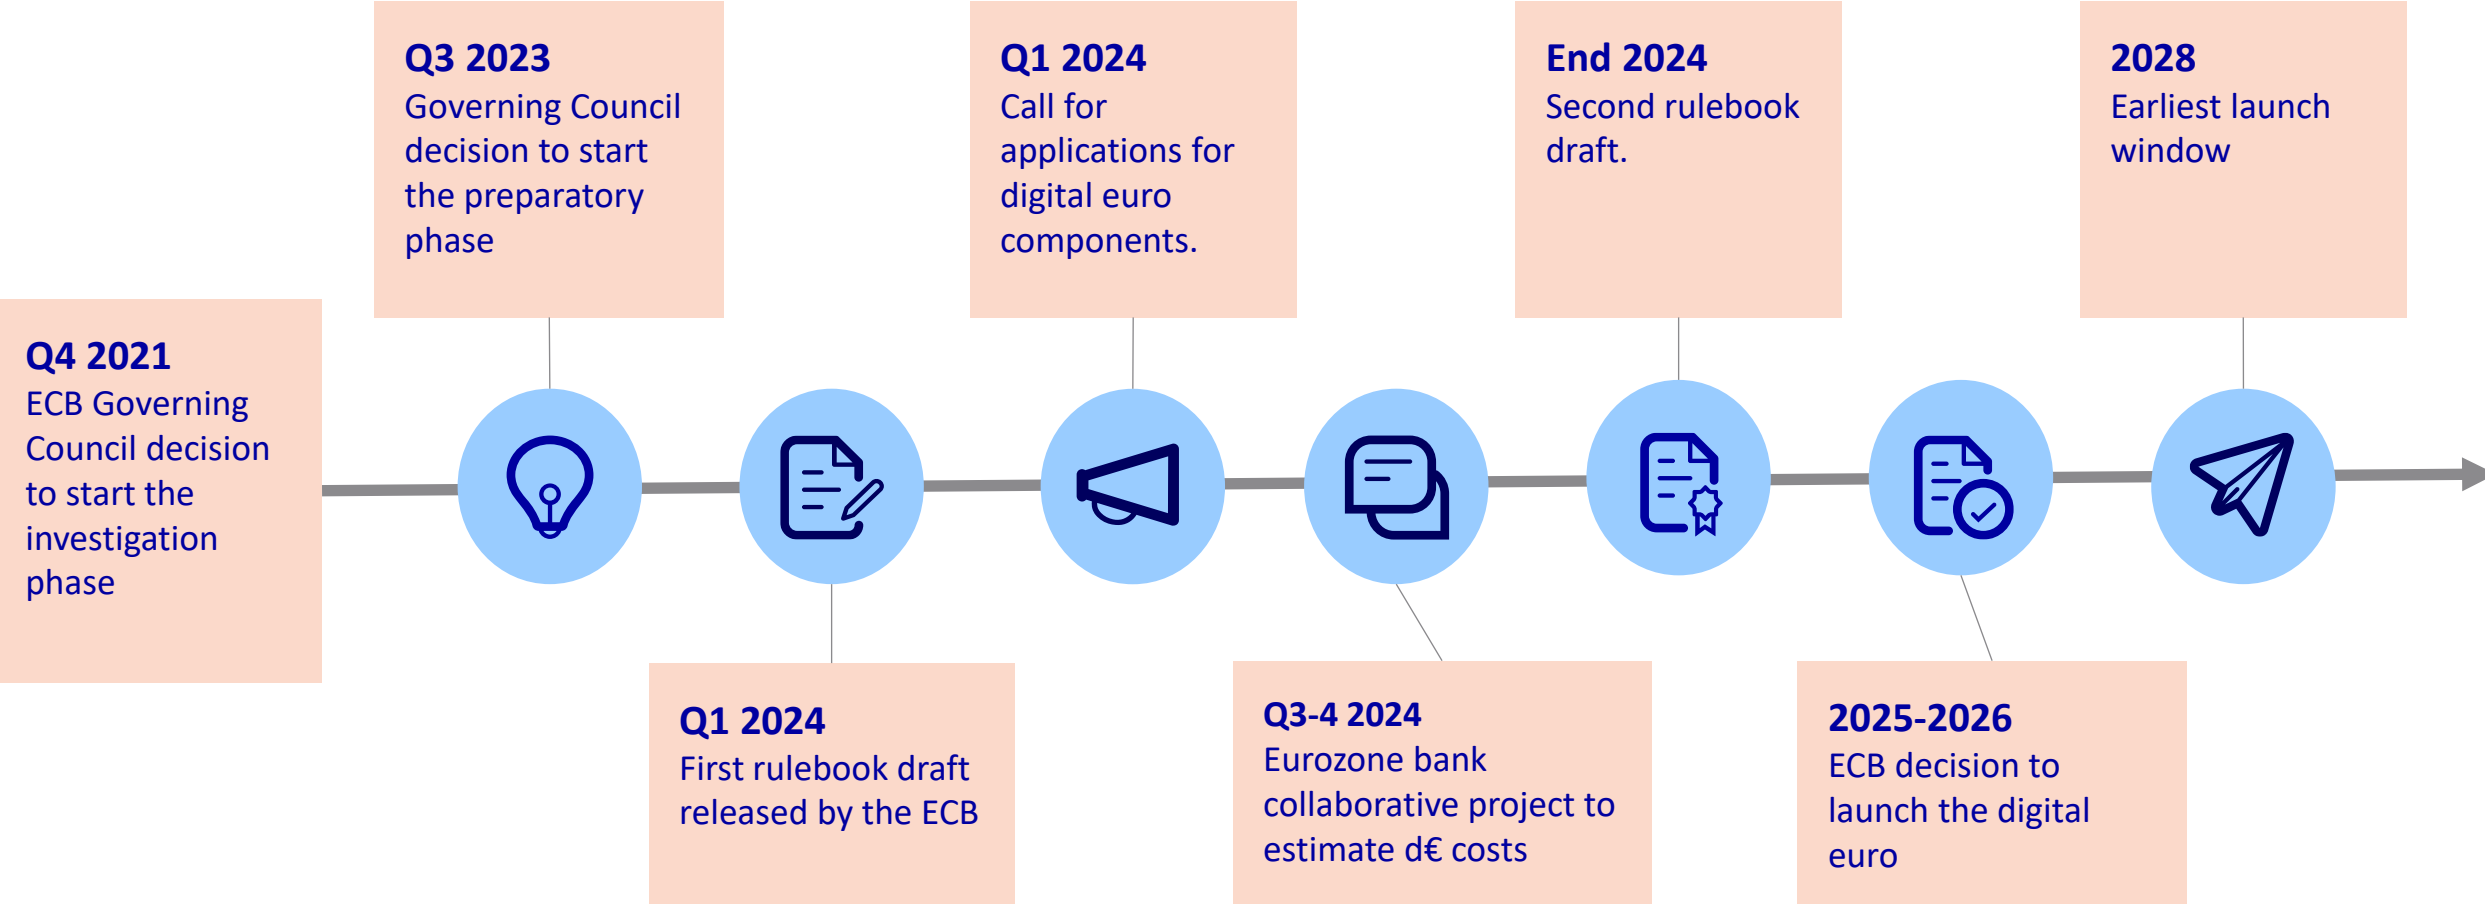 Q4 2021
ECB Governing
Council decision
to start the
investigation
phase
Q3 2023
Governing Council
decision to start
the preparatory
phase
Q1 2024
First rulebook draft
released by the ECB
Q1 2024
Call for
applications for
digital euro
components.
Q3-4 2024
Eurozone bank
collaborative project to
estimate d€ costs
End 2024
Second rulebook
draft.
2025-2026
ECB decision to
launch the digital
euro
2028
Earliest launch
window